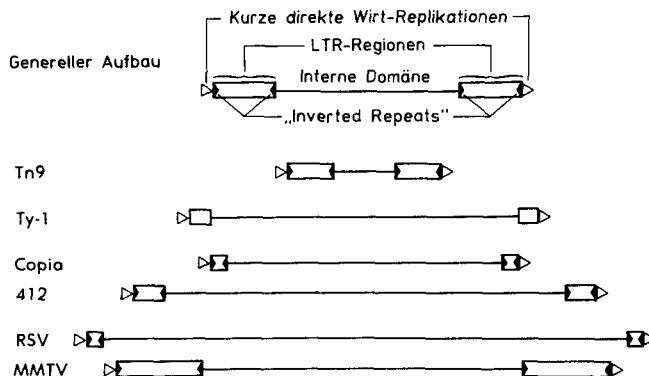 Kurze direkte Wirt-Replikationen
LTR-Regionen
Genereller Aufbau
Interne Domäne
„Inverted Repeats"
Tn9
Ty-1
Copia
412
RSV
MMTV